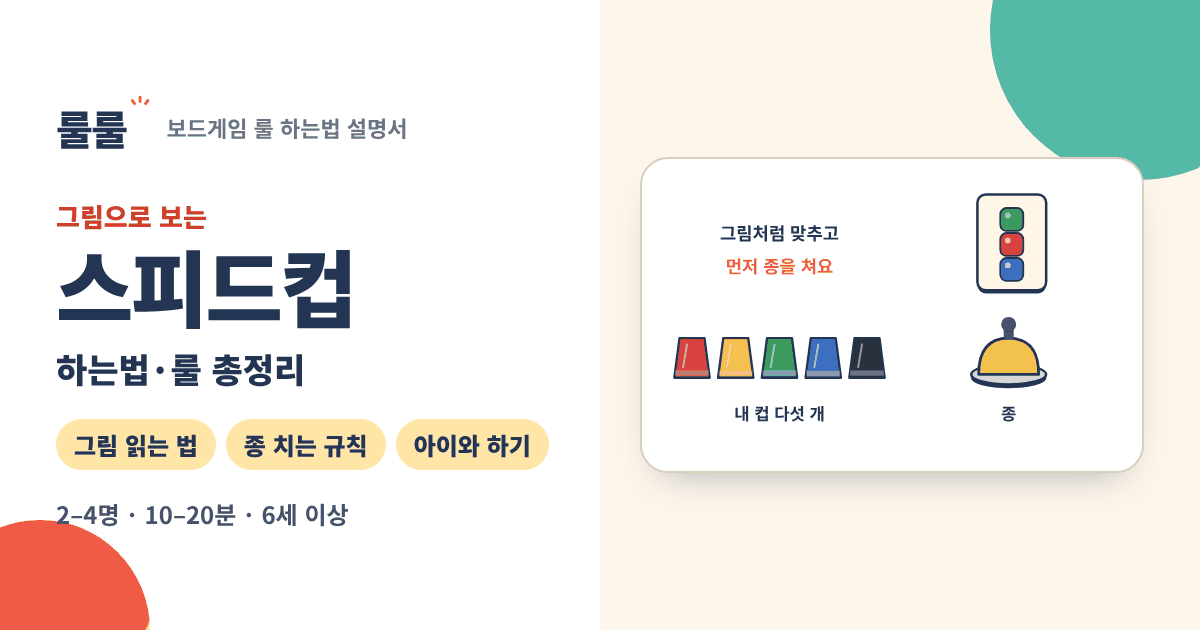 룰룰
보드게임 룰 하는법 설명서
그림으로 보는
스피드컵
하는법·룰 총정리
그림 읽는 법
종 치는 규칙
아이와 하기
2–4명 · 10–20분 · 6세 이상
그림처럼 맞추고
먼저 종을 쳐요
내 컵 다섯 개
종